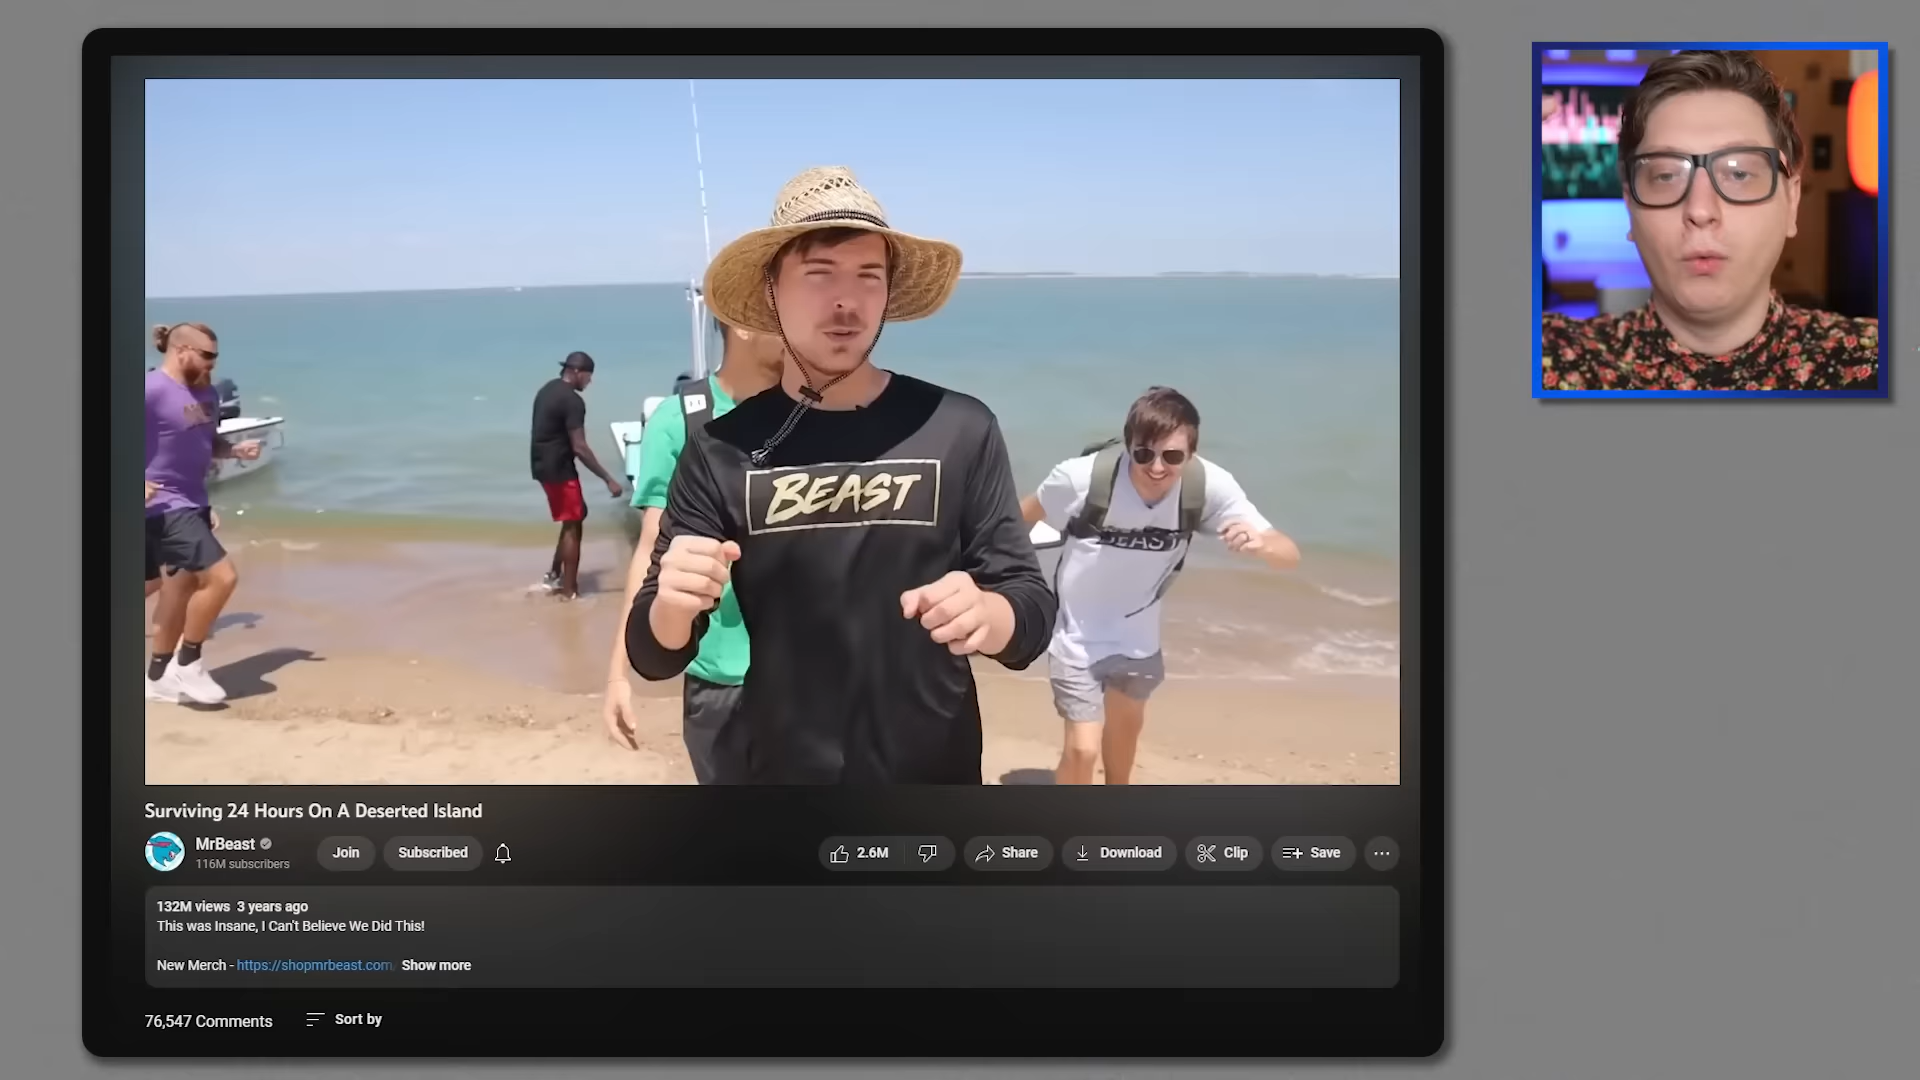 BEAST
BEAST
Surviving 24 Hours On A Deserted Island
MrBeast
116M subscribers
Join
Subscribed
2.6M
Share
Download
Clip
Save
132M views 3 years ago
This was Insane, I Can't Believe We Did This!
New Merch - https://shopmrbeast.com
Show more
76,547 Comments
Sort by